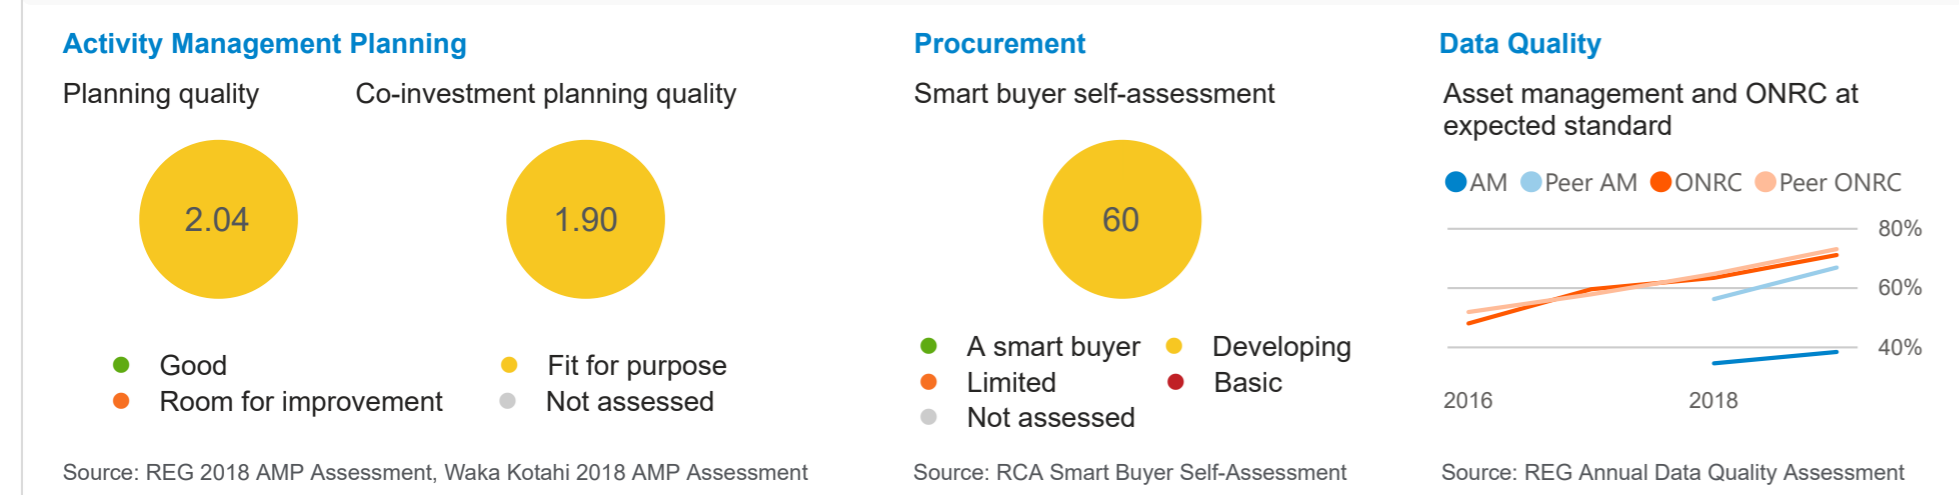 Activity Management Planning
Planning quality
Co-investment planning quality
2.04
1.90
Good
Fit for purpose
Room for improvement
Not assessed
Source: REG 2018 AMP Assessment, Waka Kotahi 2018 AMP Assessment
Procurement
Smart buyer self-assessment
60
A smart buyer
Developing
Limited
Basic
Not assessed
Source: RCA Smart Buyer Self-Assessment
Data Quality
Asset management and ONRC at
expected standard
AM Peer AM ONRC Peer ONRC
80%
60%
40%
2016 2018
Source: REG Annual Data Quality Assessment